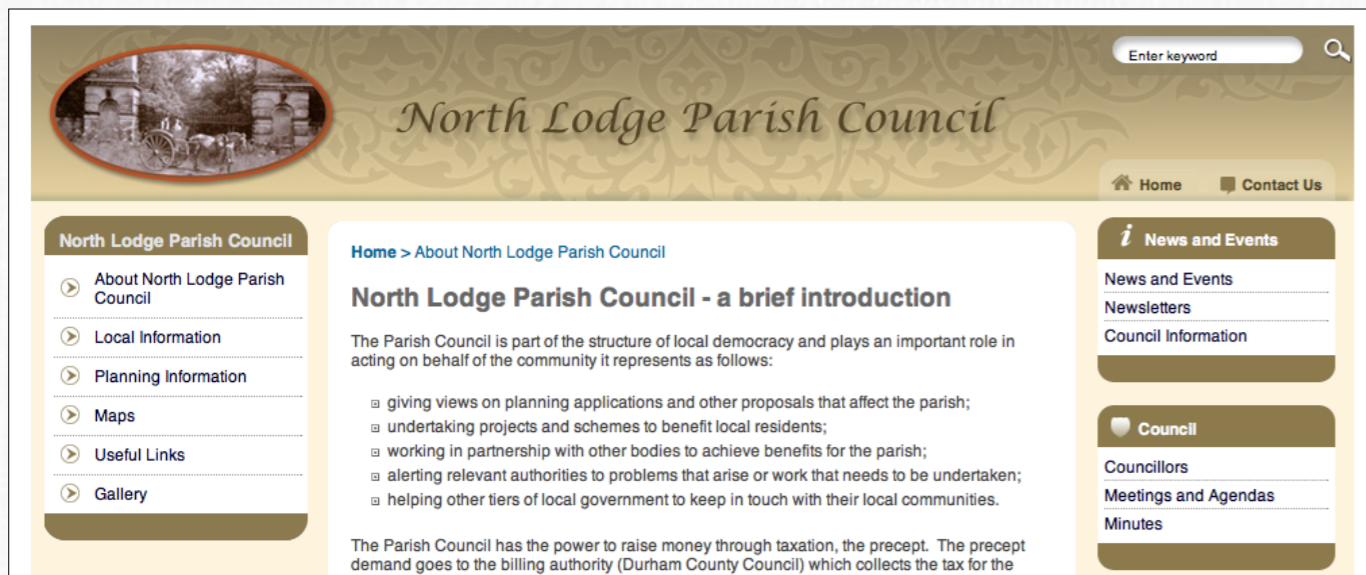 Enter keyword
North Lodge Parish Council
Home
Contact Us
North Lodge Parish Council
About North Lodge Parish
Council
Local Information
Planning Information
Maps
Useful Links
Gallery
Home > About North Lodge Parish Council
North Lodge Parish Council - a brief introduction
The Parish Council is part of the structure of local democracy and plays an important role in
acting on behalf of the community it represents as follows:
giving views on planning applications and other proposals that affect the parish;
undertaking projects and schemes to benefit local residents;
working in partnership with other bodies to achieve benefits for the parish;
alerting relevant authorities to problems that arise or work that needs to be undertaken;
helping other tiers of local government to keep in touch with their local communities.
The Parish Council has the power to raise money through taxation, the precept.  The precept
demand goes to the billing authority (Durham County Council) which collects the tax for the
News and Events
News and Events
Newsletters
Council Information
Council
Councillors
Meetings and Agendas
Minutes